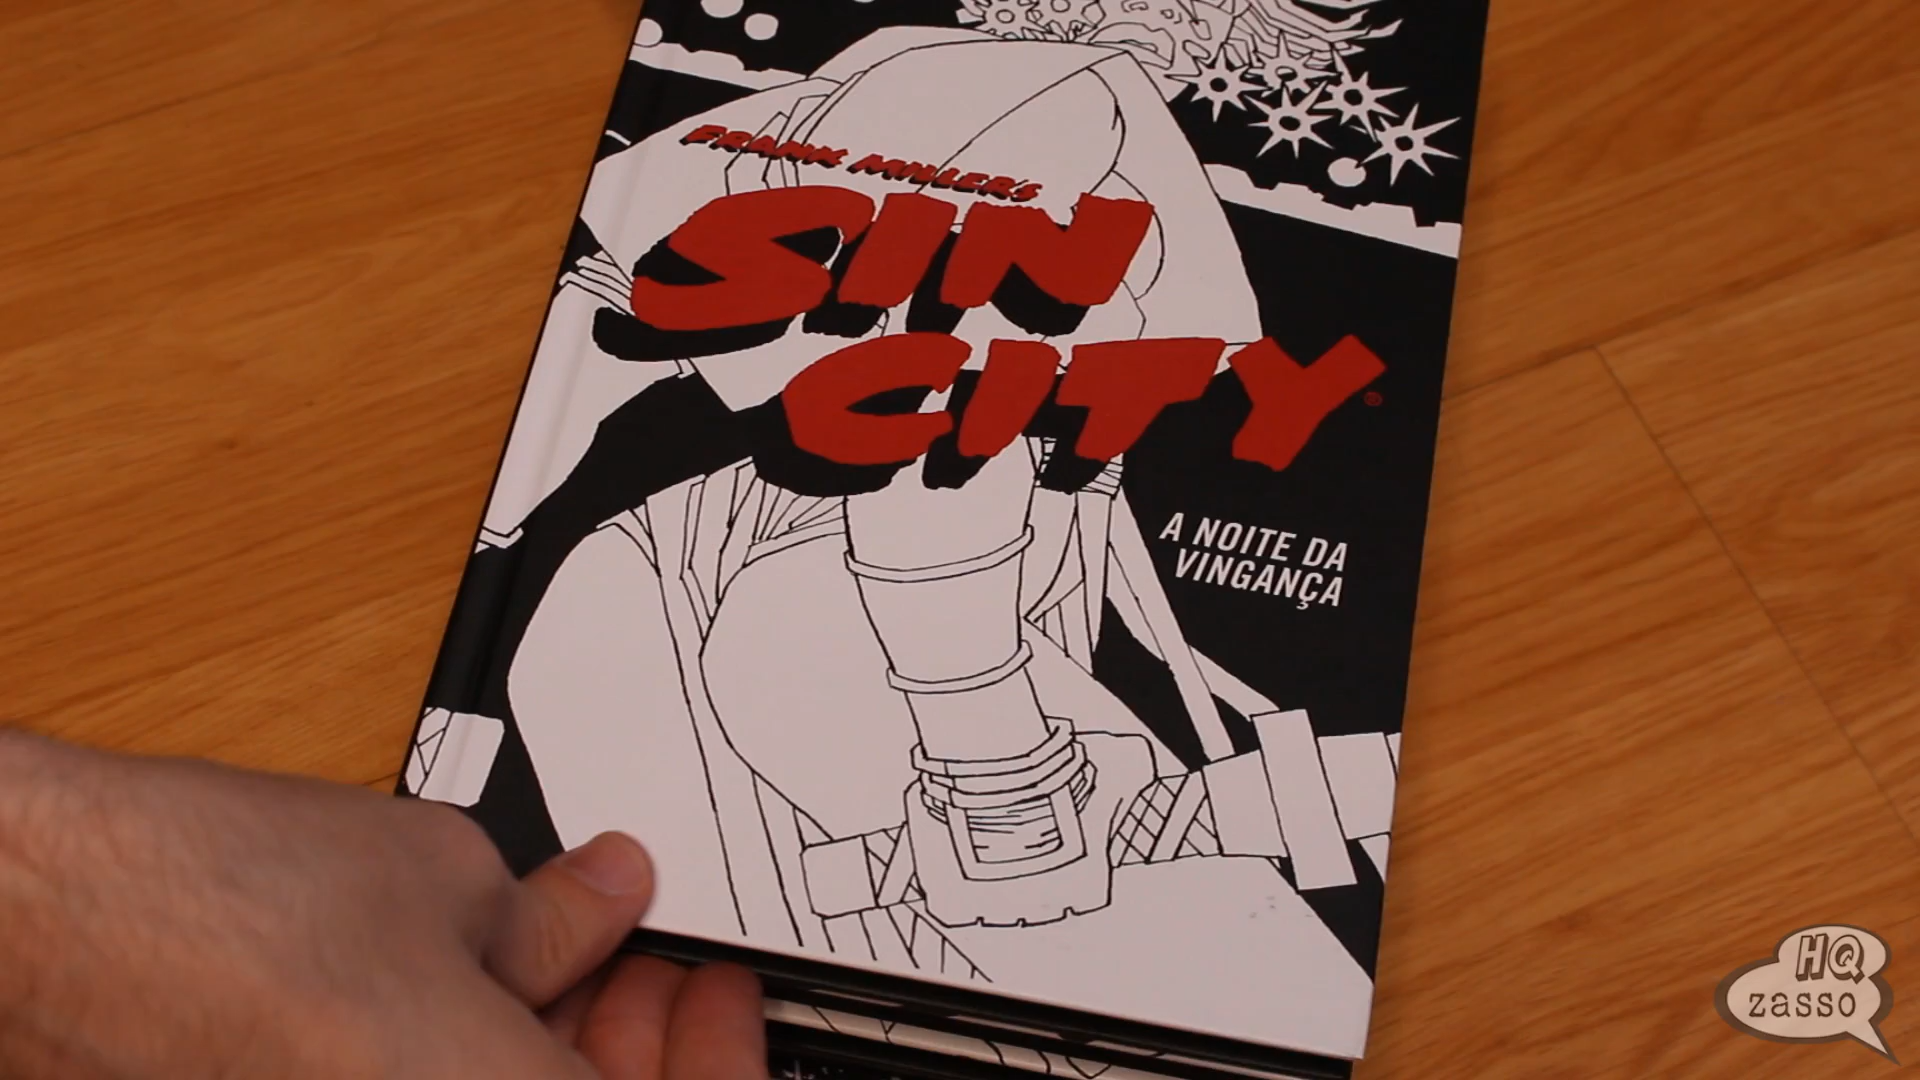 FRANK MILLER'S
SIN
CITY®
A NOITE DA
VINGANÇA
HQ
zasso